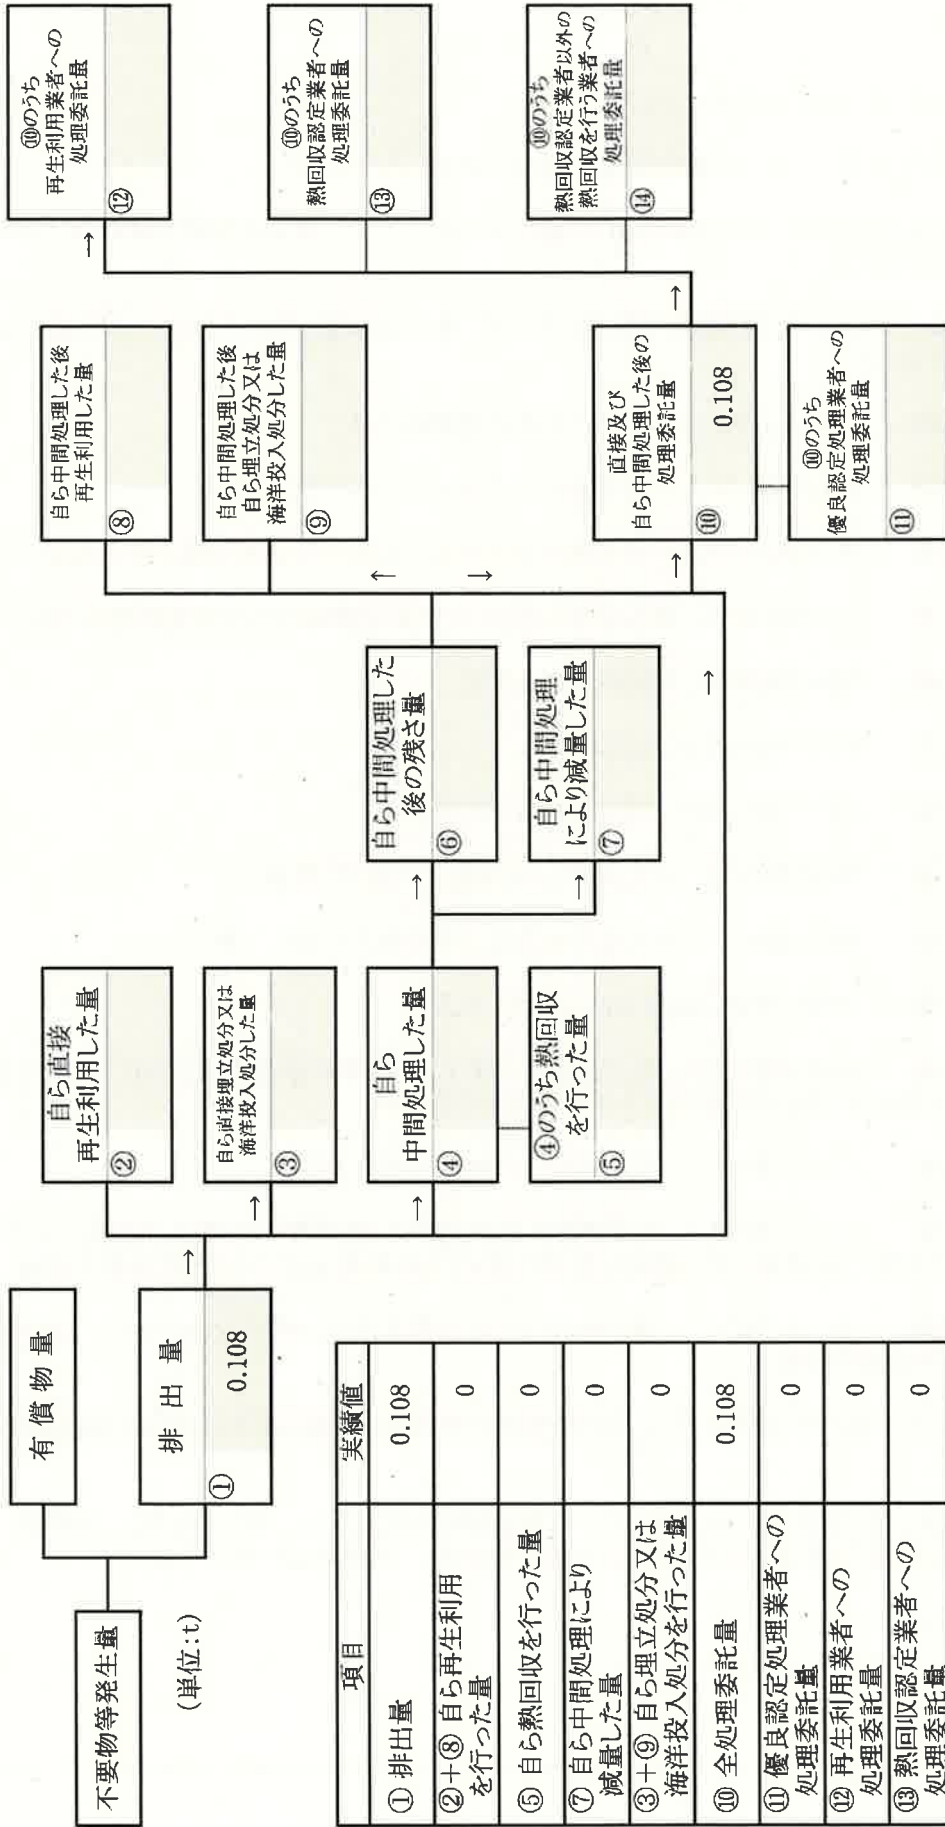 不要物等発生量
(単位:t)
有償物量
排出量
①
0.108
→
自ら直接
再生利用した量
②
→
自ら直接埋立処分又は
海洋投入処分した量
③
→
自ら
中間処理した量
④
④のうち熱回収
を行った量
⑤
→
自ら中間処理した
後の残さ量
⑥
→
自ら中間処理
により減量した量
⑦
→
↑
↓
自ら中間処理した後
再生利用した量
⑧
自ら中間処理した後
自ら埋立処分又は
海洋投入処分した量
⑨
→
直接及び
自ら中間処理した後の
処理委託量
⑩
0.108
⑩のうち
優良認定処理業者への
処理委託量
⑪
→
→
⑩のうち
再生利用業者への
処理委託量
⑫
⑩のうち
熱回収認定業者への
処理委託量
⑬
⑩のうち
熱回収認定業者以外の
熱回収を行う業者への
処理委託量
⑭
項目 実績値
①排出量 0.108
②+⑧ 自ら再生利用
を行った量 0
⑤ 自ら熱回収を行った量 0
⑦ 自ら中間処理により
減量した量 0
③+⑨ 自ら埋立処分又は
海洋投入処分を行った量 0
⑩ 全処理委託量 0.108
⑪ 優良認定処理業者への
処理委託量 0
⑫ 再生利用業者への
処理委託量 0
⑬ 熱回収認定業者への
処理委託量 0